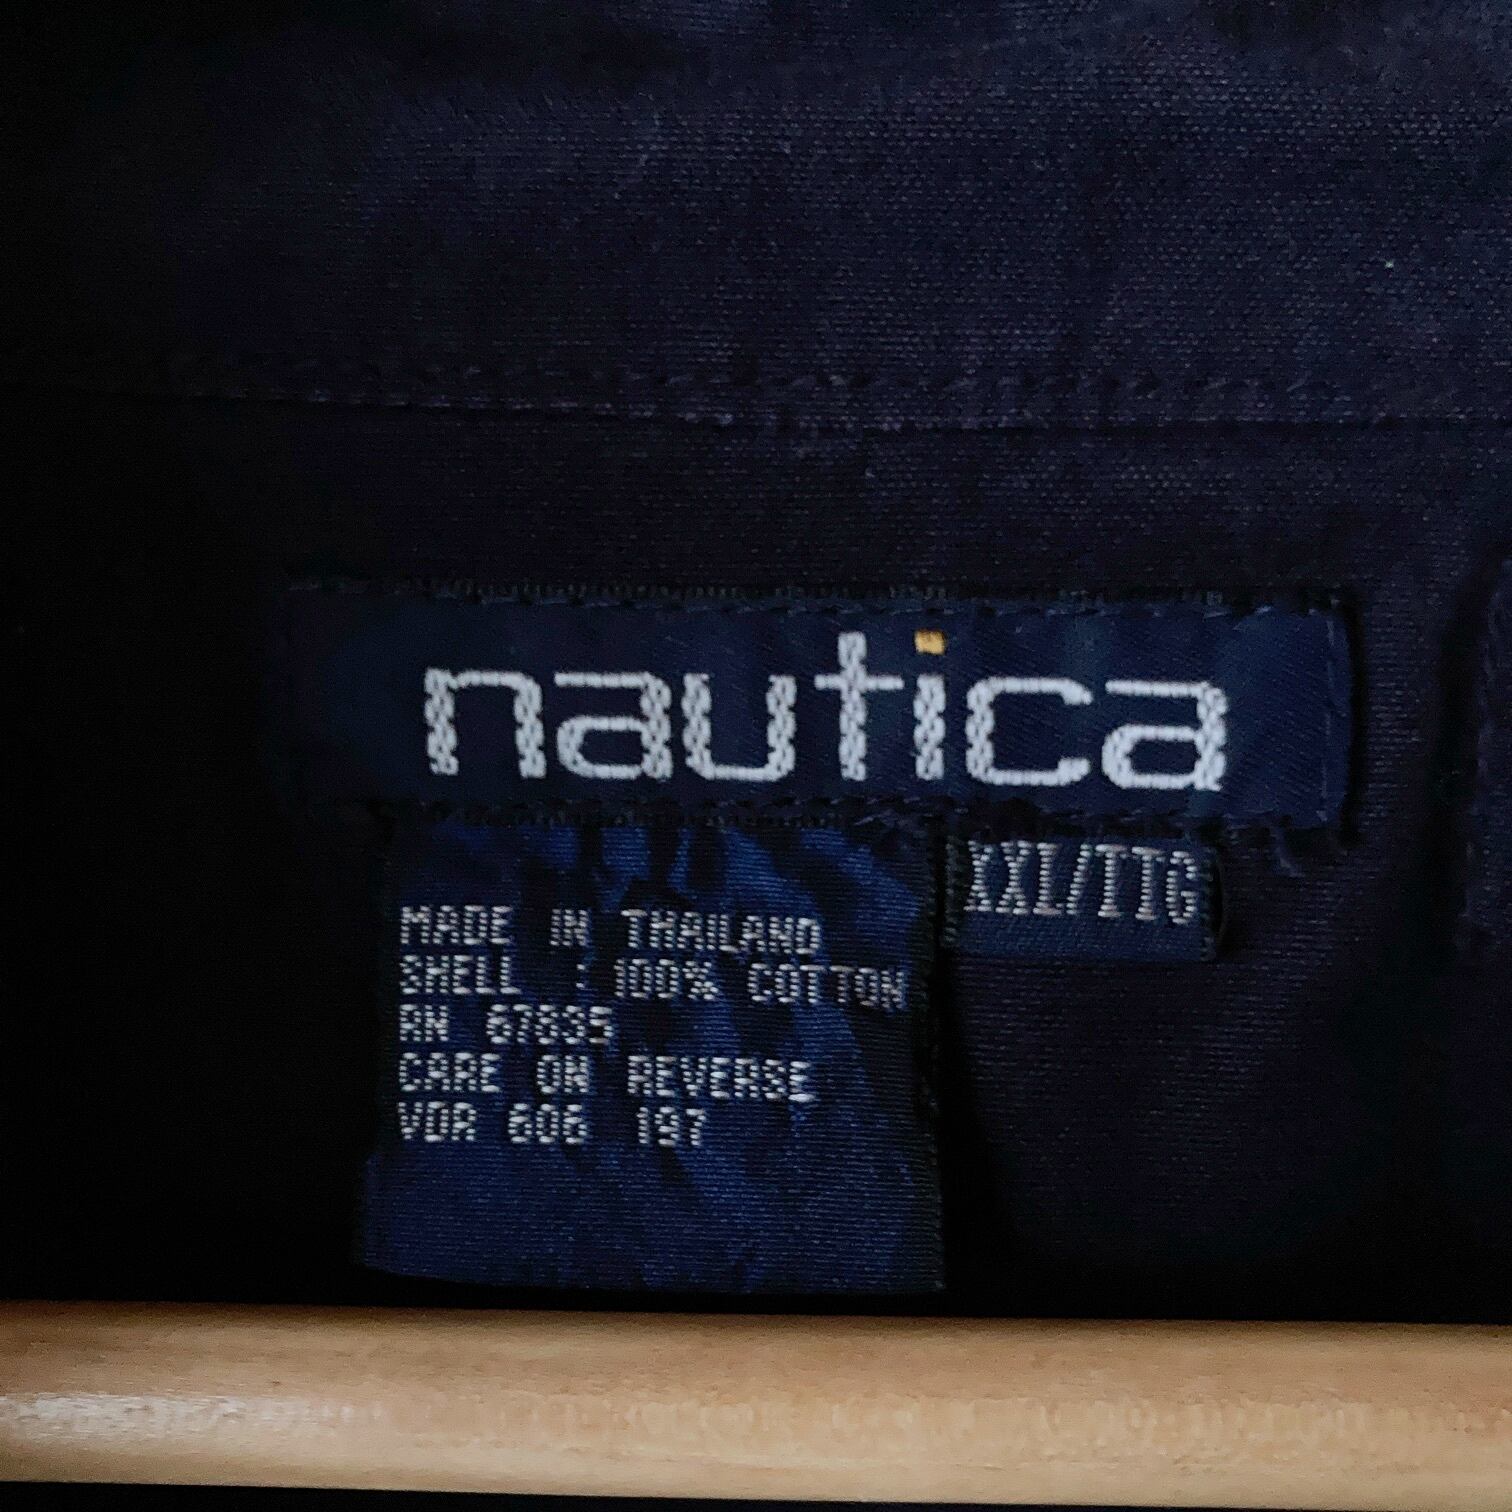 nautica
XXL/TTG
MADE IN THAILAND
SHELL : 100% COTTON
RN 67835
CARE ON REVERSE
VDR 606 197